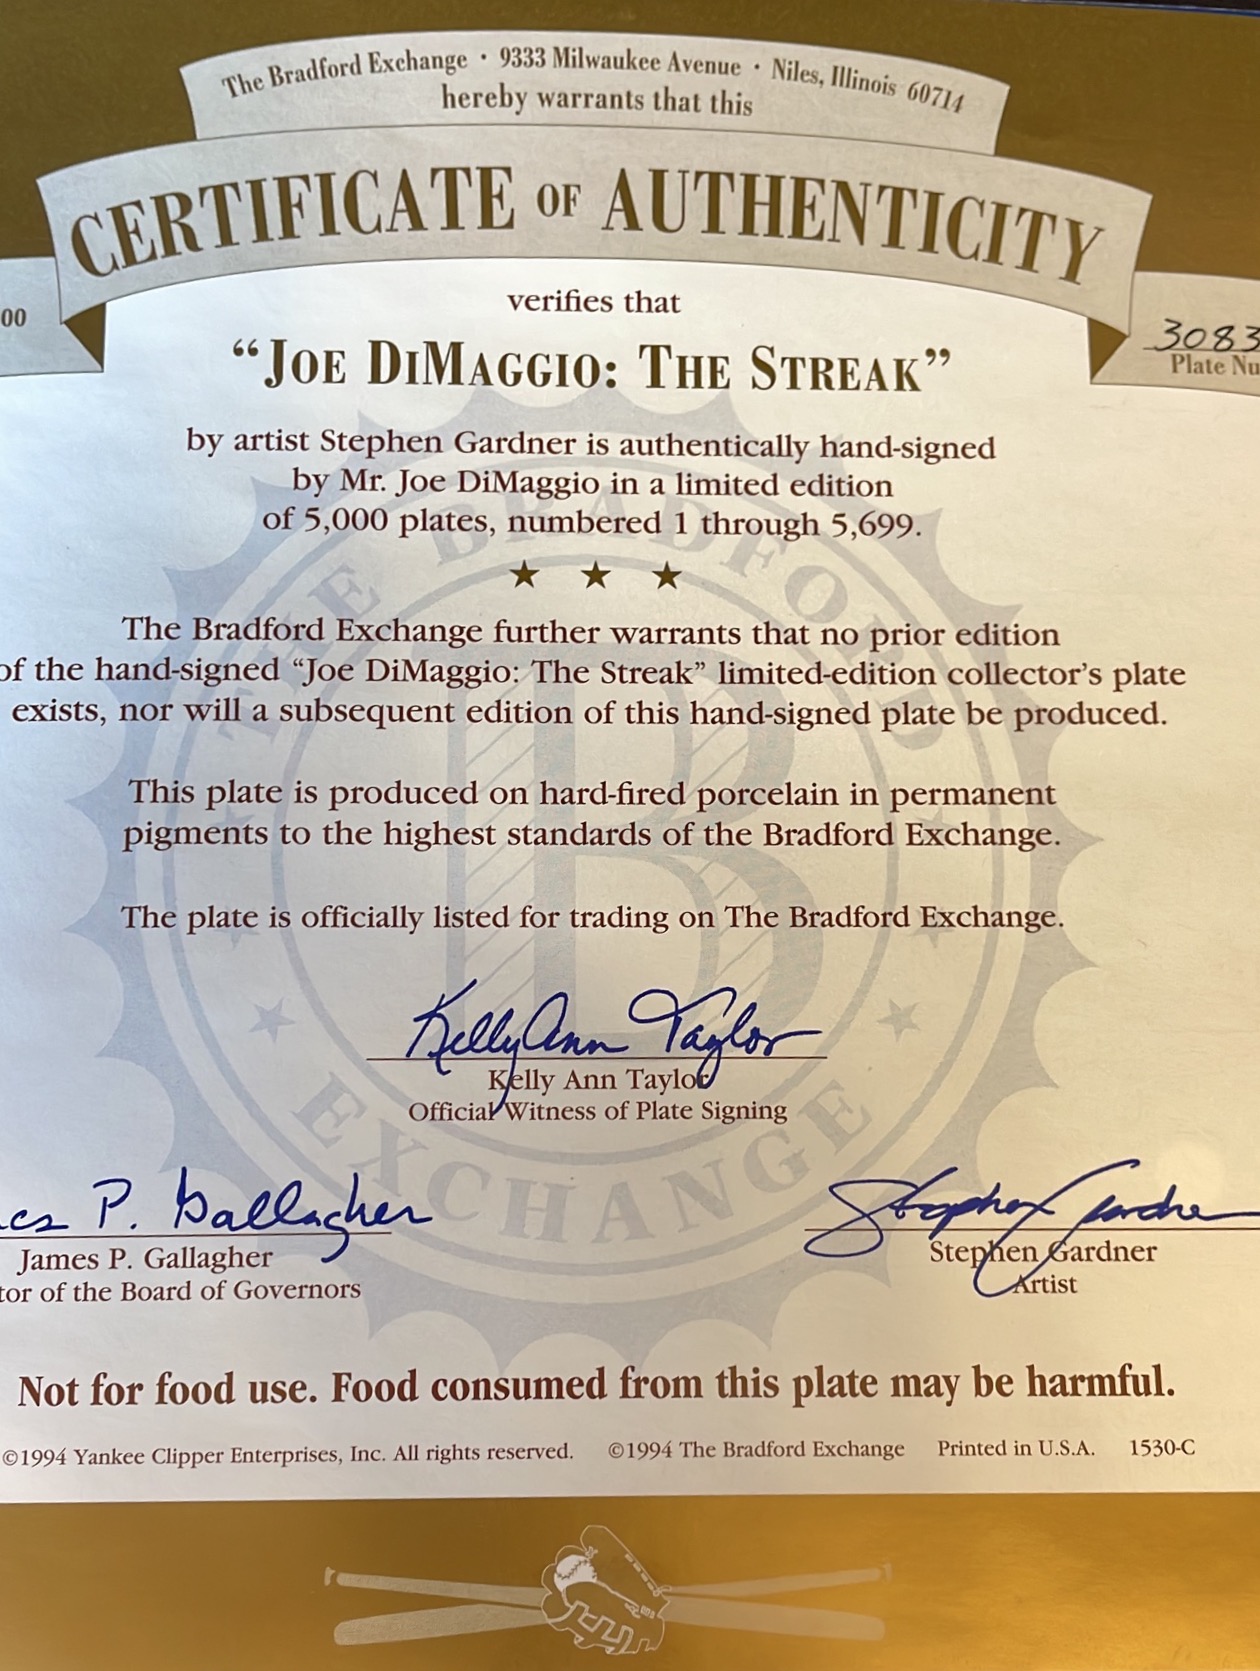 The Bradford Exchange · 9333 Milwaukee Avenue · Niles, Illinois 60714
hereby warrants that this
CERTIFICATE OF AUTHENTICITY
00
3083
Plate Nu
verifies that
“JOE DIMAGGIO: THE STREAK”
by artist Stephen Gardner is authentically hand-signed
by Mr. Joe DiMaggio in a limited edition
of 5,000 plates, numbered 1 through 5,699.
The Bradford Exchange further warrants that no prior edition
of the hand-signed “Joe DiMaggio: The Streak” limited-edition collector’s plate
exists, nor will a subsequent edition of this hand-signed plate be produced.
This plate is produced on hard-fired porcelain in permanent
pigments to the highest standards of the Bradford Exchange.
The plate is officially listed for trading on The Bradford Exchange.
THE BRADFORD
B
EXCHANGE
Kelly Ann Taylor
Kelly Ann Taylor
Official Witness of Plate Signing
es P. Gallagher
James P. Gallagher
tor of the Board of Governors
Stephen Gardner
Stephen Gardner
Artist
Not for food use. Food consumed from this plate may be harmful.
©1994 Yankee Clipper Enterprises, Inc. All rights reserved. ©1994 The Bradford Exchange Printed in U.S.A. 1530-C